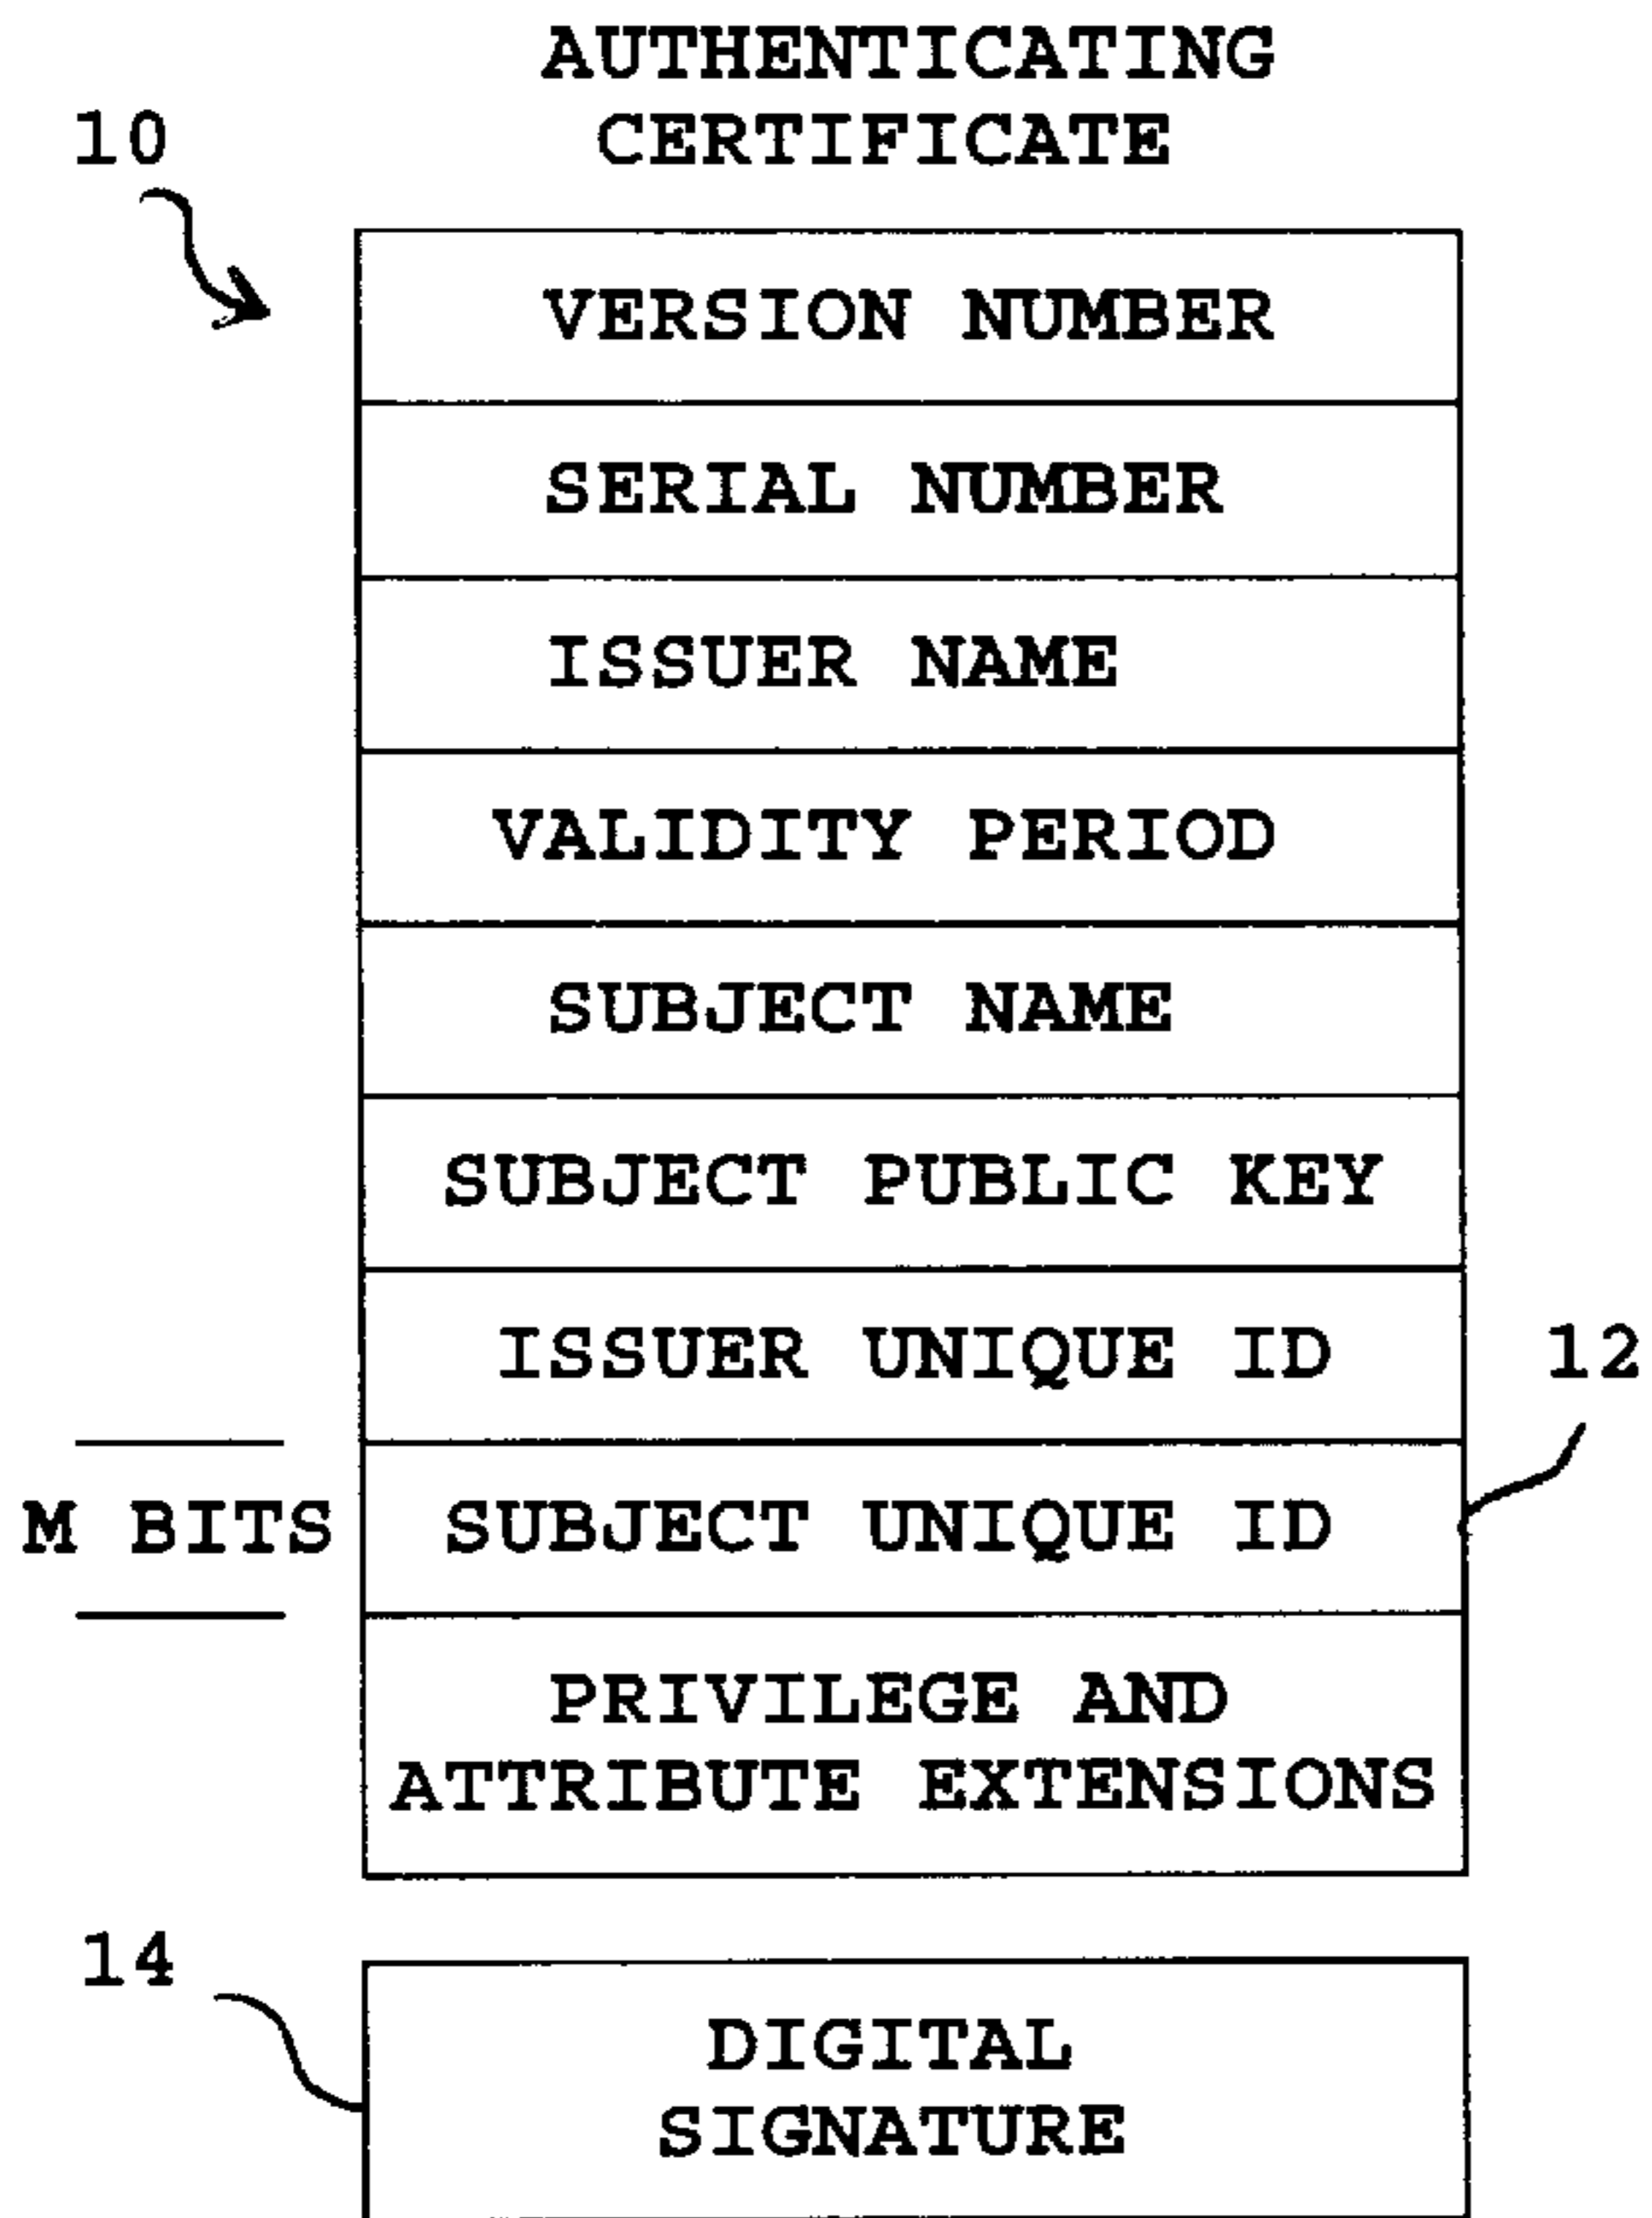 AUTHENTICATING
CERTIFICATE
10
VERSION NUMBER
SERIAL NUMBER
ISSUER NAME
VALIDITY PERIOD
SUBJECT NAME
SUBJECT PUBLIC KEY
ISSUER UNIQUE ID
12
M BITS
SUBJECT UNIQUE ID
PRIVILEGE AND
ATTRIBUTE EXTENSIONS
14
DIGITAL
SIGNATURE